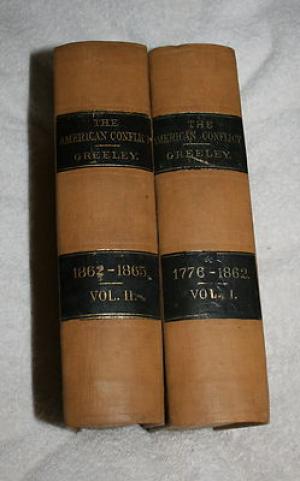 THE
AMERICAN CONFLICT
GREELEY.
1862-1865.
VOL. II.
THE
AMERICAN CONFLICT
GREELEY.
1776-1862.
VOL. I.